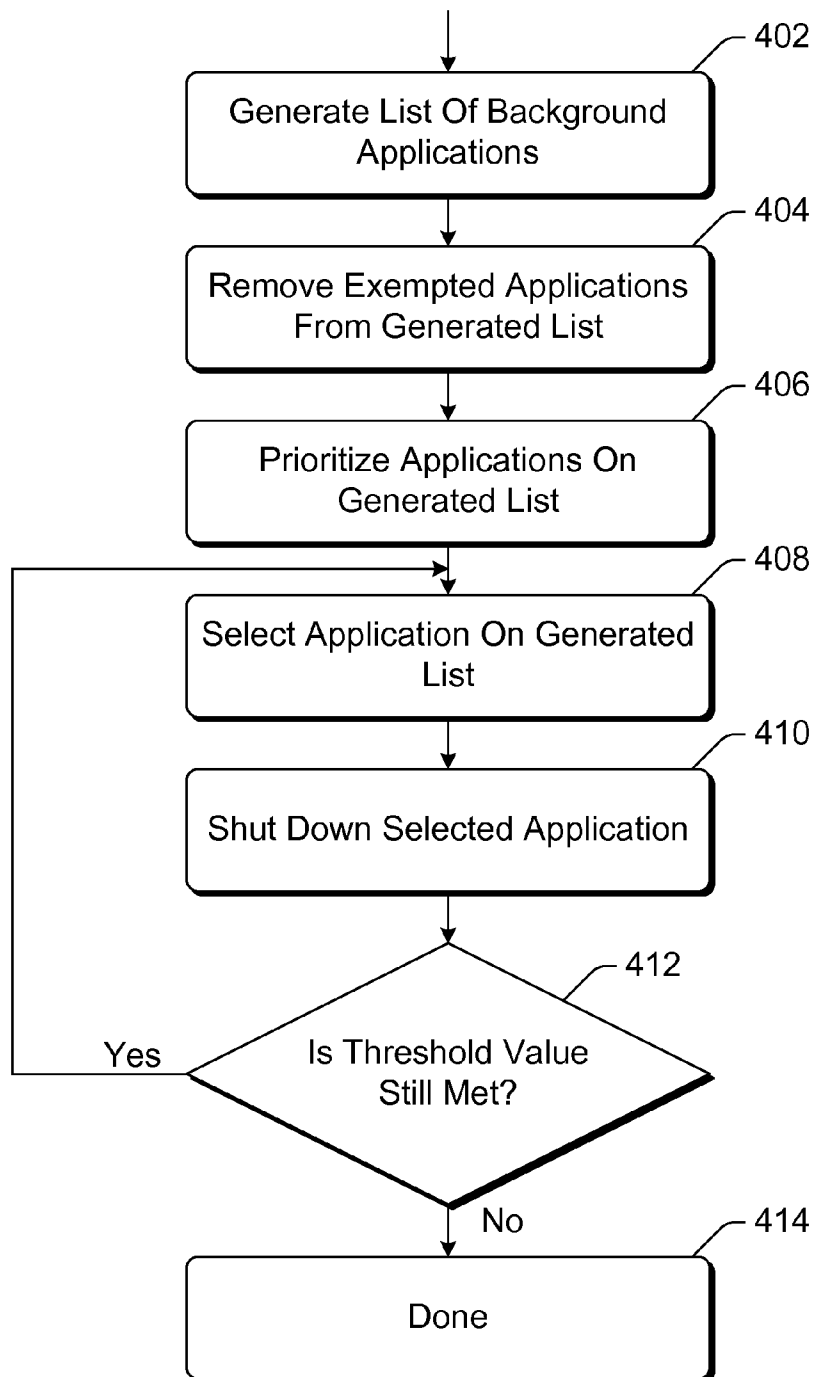 402
Generate List Of Background
Applications
404
Remove Exempted Applications
From Generated List
406
Prioritize Applications On
Generated List
408
Select Application On Generated
List
410
Shut Down Selected Application
412
Is Threshold Value
Still Met?
Yes
No
414
Done